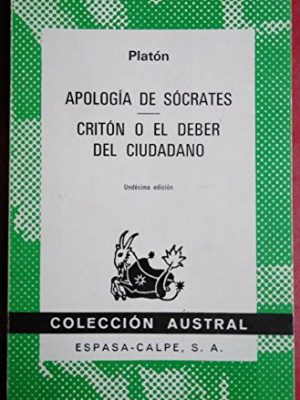 Platón
APOLOGÍA DE SÓCRATES
CRITÓN O EL DEBER
DEL CIUDADANO
Undécima edición
COLECCIÓN AUSTRAL
ESPASA-CALPE, S. A.